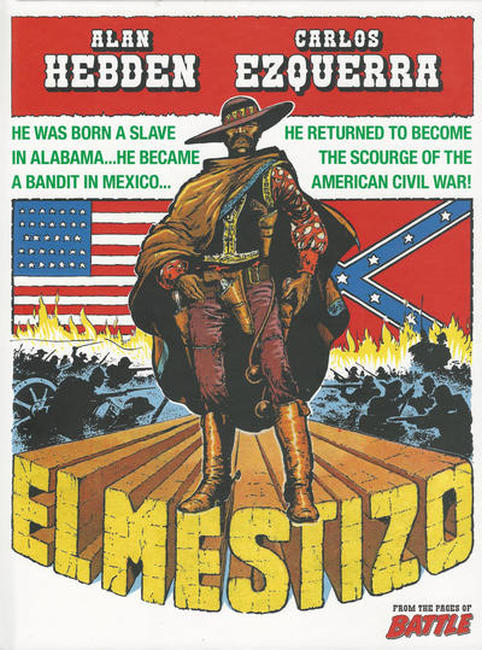 ALAN HEBDEN
CARLOS EZQUERRA
HE WAS BORN A SLAVE
IN ALABAMA...HE BECAME
A BANDIT IN MEXICO...
HE RETURNED TO BECOME
THE SCOURGE OF THE
AMERICAN CIVIL WAR!
EL MESTIZO
FROM THE PAGES OF
BATTLE